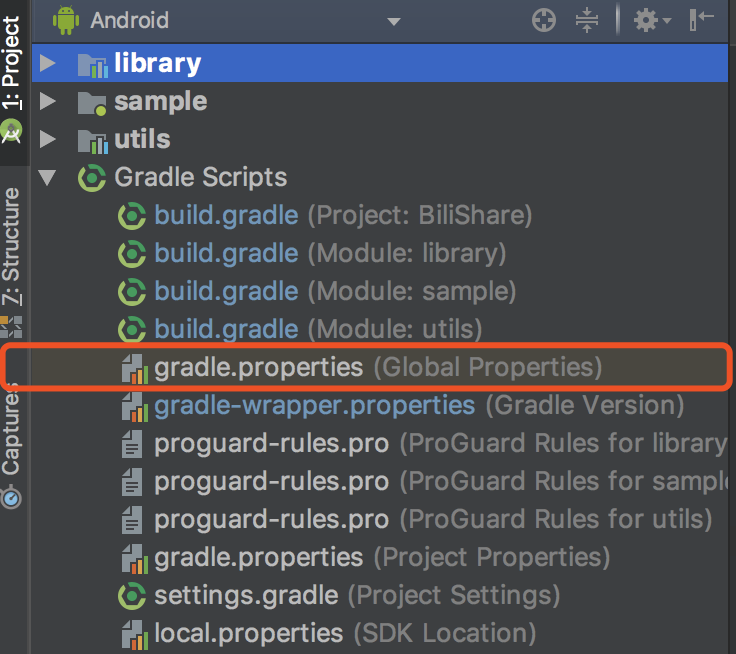 1: Project
7: Structure
Captures
Android
library
sample
utils
Gradle Scripts
build.gradle (Project: BiliShare)
build.gradle (Module: library)
build.gradle (Module: sample)
build.gradle (Module: utils)
gradle.properties (Global Properties)
gradle-wrapper.properties (Gradle Version)
proguard-rules.pro (ProGuard Rules for library
proguard-rules.pro (ProGuard Rules for sample
proguard-rules.pro (ProGuard Rules for utils)
gradle.properties (Project Properties)
settings.gradle (Project Settings)
local.properties (SDK Location)